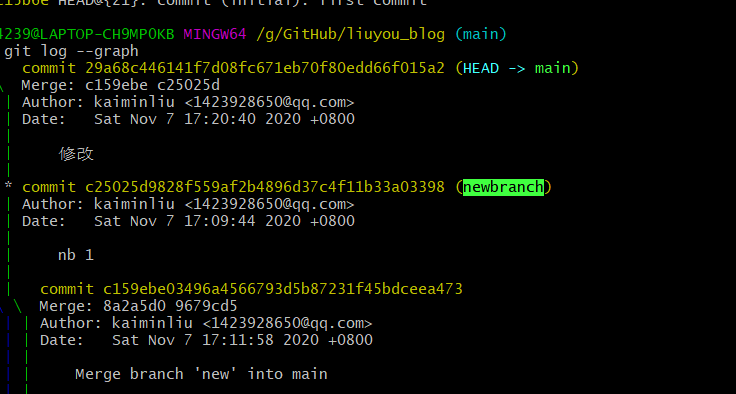 HEAD@{21}: commit (initial): first commit
4239@LAPTOP-CH9MP0KB MINGW64 /g/GitHub/liuyou_blog (main)
git log --graph
commit 29a68c446141f7d08fc671eb70f80edd66f015a2 (HEAD -> main)
\ Merge: c159ebe c25025d
| Author: kaiminliu <1423928650@qq.com>
| Date: Sat Nov 7 17:20:40 2020 +0800
|
| 修改
|
* commit c25025d9828f559af2b4896d37c4f11b33a03398 (newbranch)
| Author: kaiminliu <1423928650@qq.com>
| Date: Sat Nov 7 17:09:44 2020 +0800
|
| nb 1
|
| commit c159ebe03496a4566793d5b87231f45bdceea473
\ \ Merge: 8a2a5d0 9679cd5
| | Author: kaiminliu <1423928650@qq.com>
| | Date: Sat Nov 7 17:11:58 2020 +0800
| |
| | Merge branch 'new' into main
| |